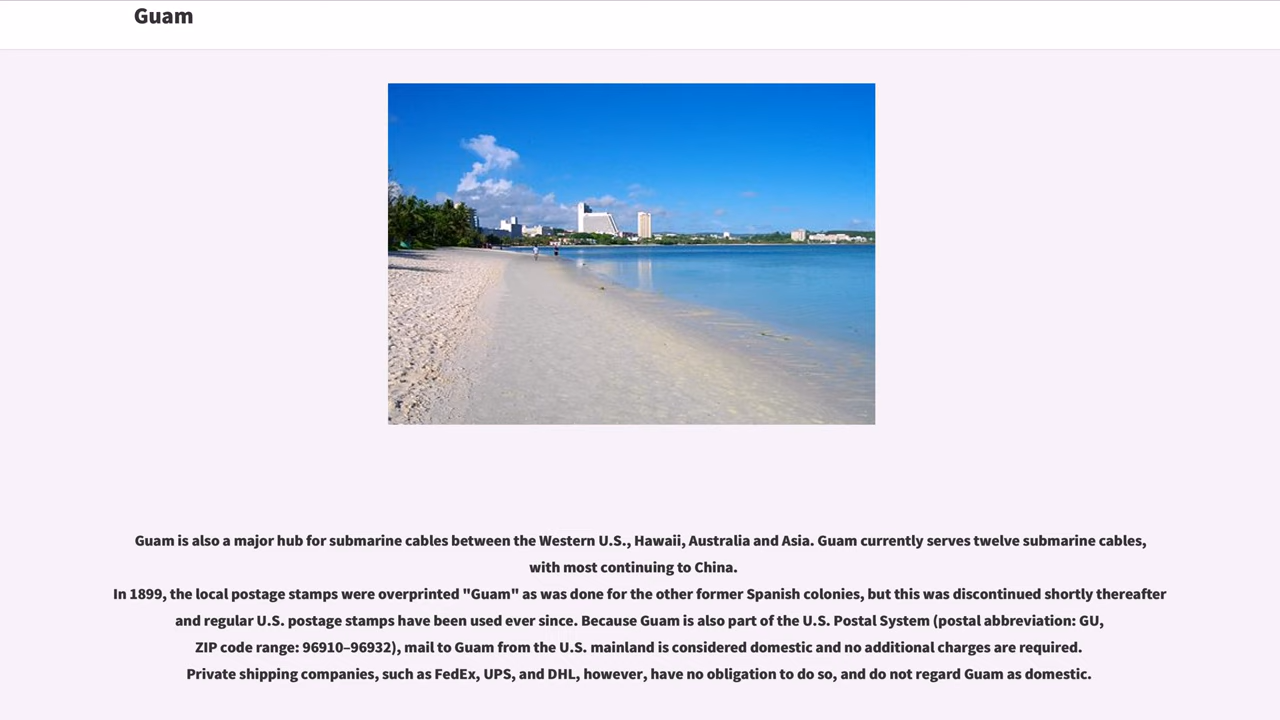 Guam
Guam is also a major hub for submarine cables between the Western U.S., Hawaii, Australia and Asia. Guam currently serves twelve submarine cables,
with most continuing to China.
In 1899, the local postage stamps were overprinted "Guam" as was done for the other former Spanish colonies, but this was discontinued shortly thereafter
and regular U.S. postage stamps have been used ever since. Because Guam is also part of the U.S. Postal System (postal abbreviation: GU,
ZIP code range: 96910–96932), mail to Guam from the U.S. mainland is considered domestic and no additional charges are required.
Private shipping companies, such as FedEx, UPS, and DHL, however, have no obligation to do so, and do not regard Guam as domestic.